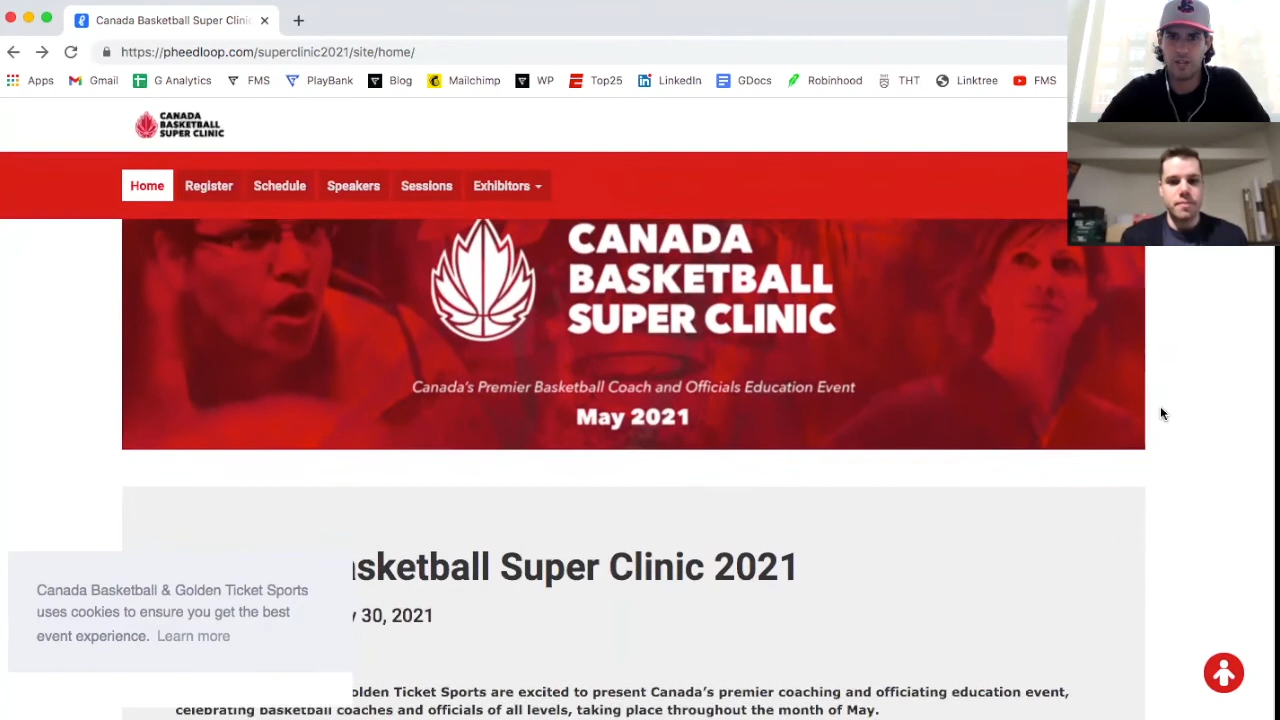 Canada Basketball Super Clinic
https://pheedloop.com/superclinic2021/site/home/
Apps Gmail G Analytics FMS PlayBank Blog Mailchimp WP Top25 LinkedIn GDocs Robinhood THT Linktree FMS
CANADA
BASKETBALL
SUPER CLINIC
Home Register Schedule Speakers Sessions Exhibitors
CANADA
BASKETBALL
SUPER CLINIC
Canada's Premier Basketball Coach and Officials Education Event
May 2021
sketball Super Clinic 2021
30, 2021
Canada Basketball & Golden Ticket Sports
uses cookies to ensure you get the best
event experience. Learn more
olden Ticket Sports are excited to present Canada's premier coaching and officiating education event,
celebrating basketball coaches and officials of all levels, taking place throughout the month of May.